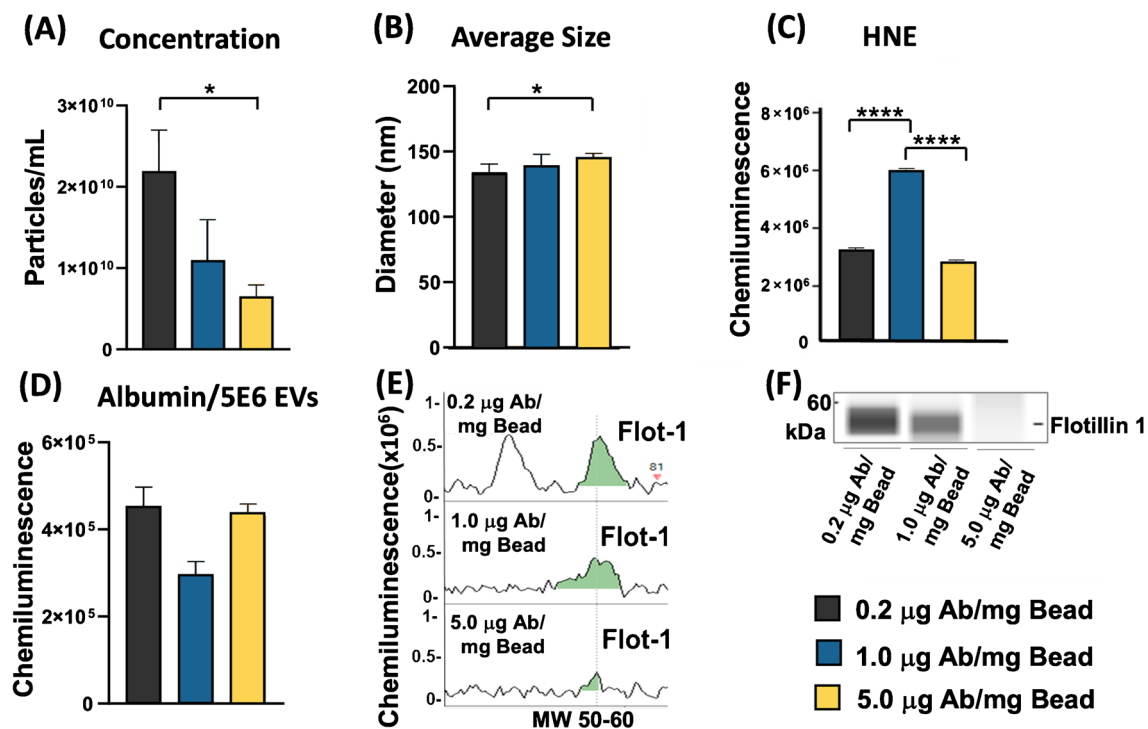 (A) Concentration
*
3×10¹⁰
2×10¹⁰
1×10¹⁰
0
Particles/mL
(B) Average Size
*
200
150
100
50
0
Diameter (nm)
(C) HNE
****
****
8×10⁶
6×10⁶
4×10⁶
2×10⁶
0
Chemiluminescence
(D) Albumin/5E6 EVs
6×10⁵
4×10⁵
2×10⁵
0
Chemiluminescence
(E)
Chemiluminescence(x10⁶)
1-
0.5-
0-
0.2 μg Ab/
mg Bead
Flot-1
81
1-
0.5-
0-
1.0 μg Ab/
mg Bead
Flot-1
1-
0.5-
0-
5.0 μg Ab/
mg Bead
Flot-1
MW 50-60
(F)
60
kDa
Flotillin 1
0.2 μg Ab/
mg Bead
1.0 μg Ab/
mg Bead
5.0 μg Ab/
mg Bead
0.2 μg Ab/mg Bead
1.0 μg Ab/mg Bead
5.0 μg Ab/mg Bead